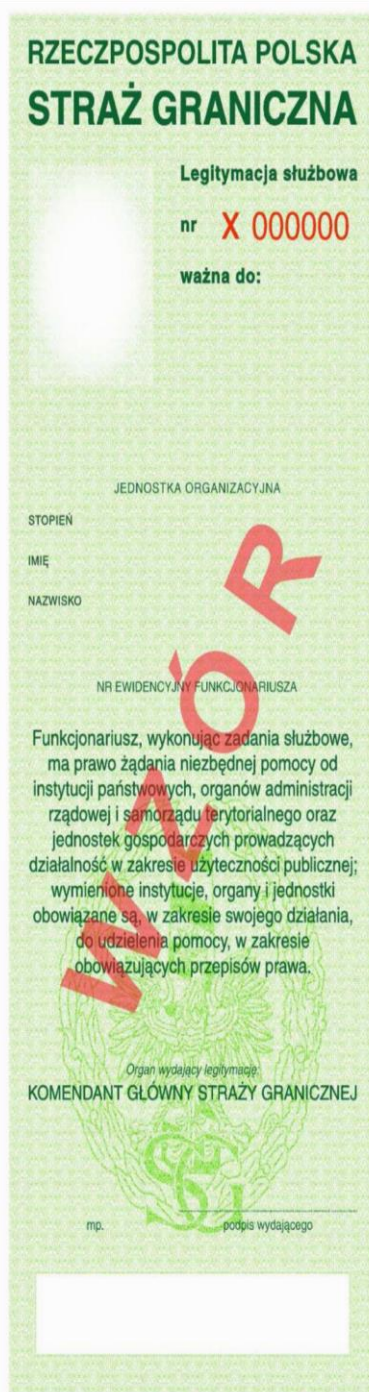 RZECZPOSPOLITA POLSKA
STRAŻ GRANICZNA
Legitymacja służbowa
nr X 000000
ważna do:
JEDNOSTKA ORGANIZACYJNA
STOPIEŃ
IMIĘ
NAZWISKO
NR EWIDENCYJNY FUNKCJONARIUSZA
Funkcjonariusz, wykonując zadania służbowe,
ma prawo żądania niezbędnej pomocy od
instytucji państwowych, organów administracji
rządowej i samorządu terytorialnego oraz
jednostek gospodarczych prowadzących
działalność w zakresie użyteczności publicznej;
wymienione instytucje, organy i jednostki
obowiązane są, w zakresie swojego działania,
do udzielenia pomocy, w zakresie
obowiązujących przepisów prawa.
WZÓR
Organ wydający legitymację:
KOMENDANT GŁÓWNY STRAŻY GRANICZNEJ
SG
mp. podpis wydającego